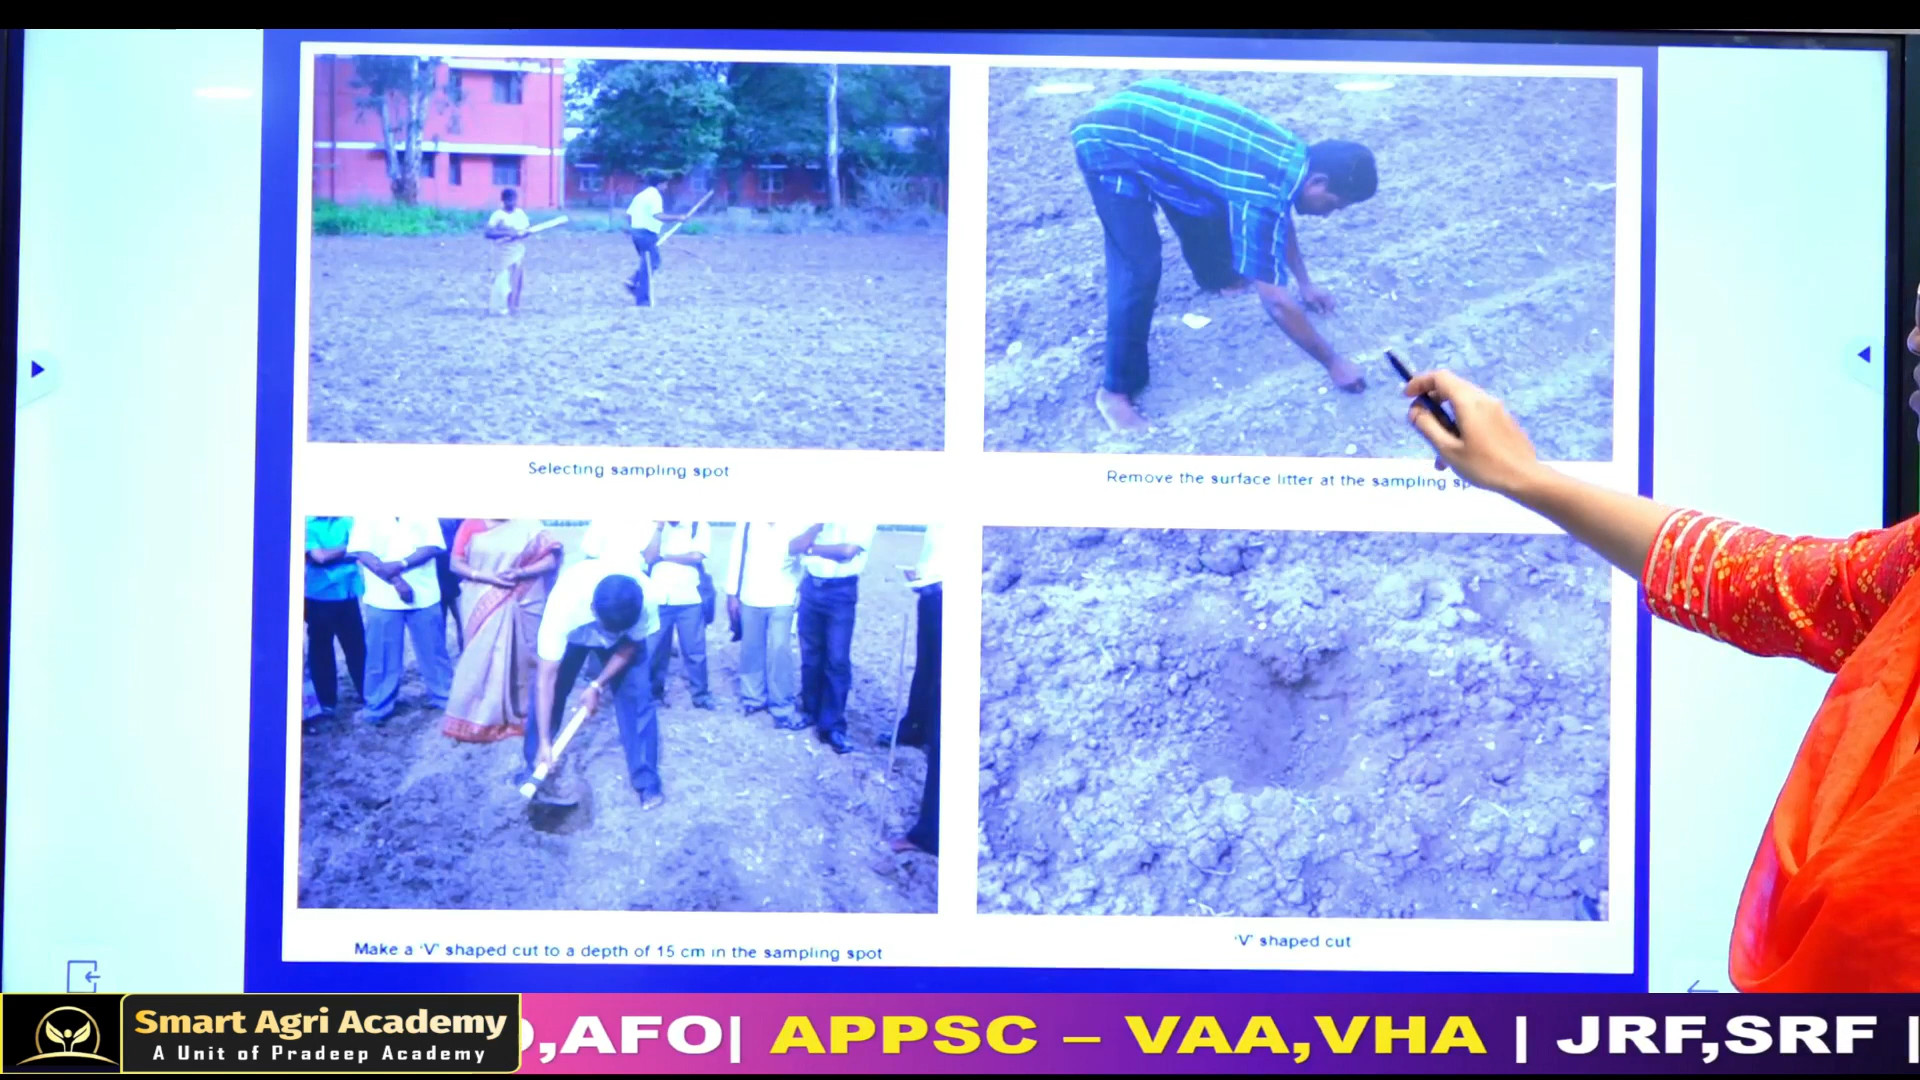 Selecting sampling spot
Remove the surface litter at the sampling
Make a 'V' shaped cut to a depth of 15 cm in the sampling spot
'V' shaped cut
Smart Agri Academy
A Unit of Pradeep Academy
,AFO| APPSC – VAA,VHA | JRF,SRF |